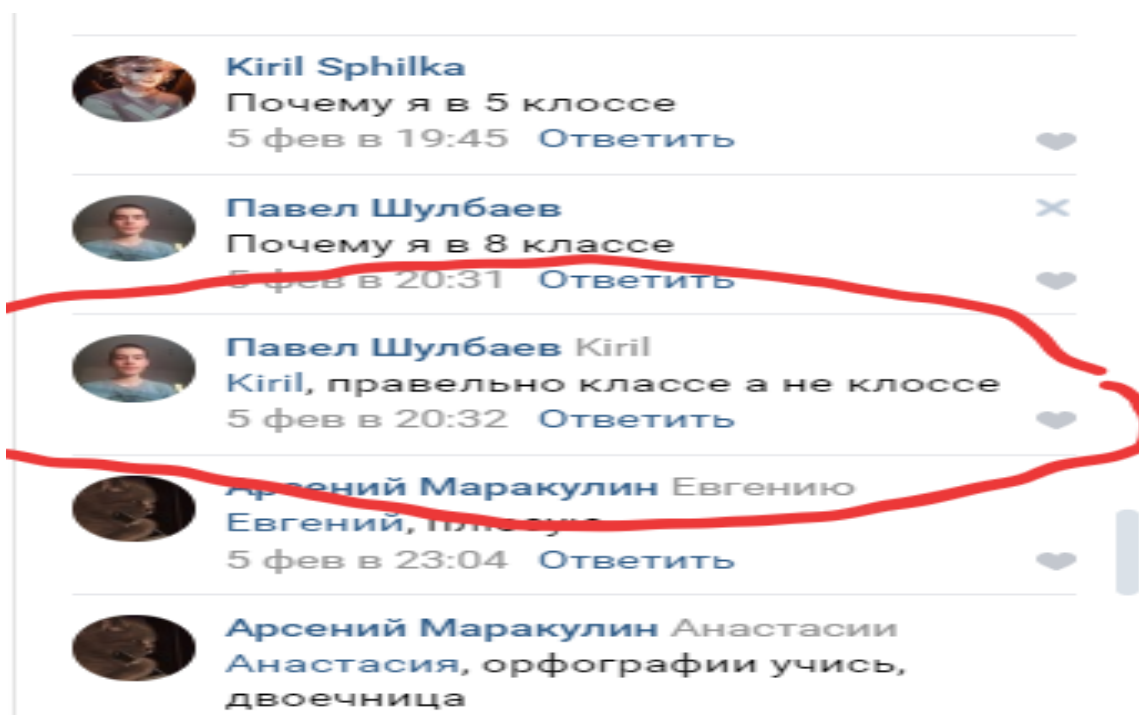 Kiril Sphilka
Почему я в 5 клоссе
5 фев в 19:45 Ответить
Павел Шулбаев
Почему я в 8 классе
5 фев в 20:31 Ответить
Павел Шулбаев Kiril
Kiril, правельно классе а не клоссе
5 фев в 20:32 Ответить
Арсений Маракулин Евгению
Евгений,
5 фев в 23:04 Ответить
Арсений Маракулин Анастасии
Анастасия, орфографии учись,
двоечница